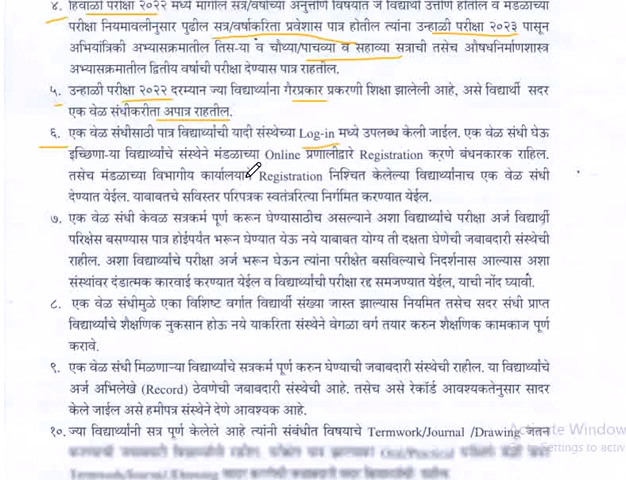 ४. हिवाळी परीक्षा २०२२ मध्ये मागील सत्र/वर्षाच्या अनुत्तीर्ण विषयात जे विद्यार्थी उत्तीर्ण होतील व मंडळाच्या
परीक्षा नियमावलीनुसार पुढील सत्र/वर्षाकरिता प्रवेशास पात्र होतील त्यांना उन्हाळी परीक्षा २०२३ पासून
अभियांत्रिकी अभ्यासक्रमातील तिस-या व चौथ्या/पाचव्या व सहाव्या सत्राची तसेच औषधनिर्माणशास्त्र
अभ्यासक्रमातील द्वितीय वर्षाची परीक्षा देण्यास पात्र राहतील.
५. उन्हाळी परीक्षा २०२२ दरम्यान ज्या विद्यार्थ्यांना गैरप्रकार प्रकरणी शिक्षा झालेली आहे, असे विद्यार्थी सदर
एक वेळ संधीकरीता अपात्र राहतील.
६. एक वेळ संधीसाठी पात्र विद्यार्थ्यांची यादी संस्थेच्या Log-in मध्ये उपलब्ध केली जाईल. एक वेळ संधी घेऊ
इच्छिणा-या विद्यार्थ्यांचे संस्थेने मंडळाच्या Online प्रणालीद्वारे Registration करणे बंधनकारक राहिल.
तसेच मंडळाच्या विभागीय कार्यालया Registration निश्चित केलेल्या विद्यार्थ्यांनाच एक वेळ संधी
देण्यात येईल. याबाबतचे सविस्तर परिपत्रक स्वतंत्ररित्या निर्गमित करण्यात येईल.
७. एक वेळ संधी केवळ सत्रकर्म पूर्ण करून घेण्यासाठीच असल्याने अशा विद्यार्थ्यांचे परीक्षा अर्ज विद्यार्थी
परिक्षेस बसण्यास पात्र होईपर्यंत भरून घेण्यात येऊ नये याबाबत योग्य ती दक्षता घेणेची जबाबदारी संस्थेची
राहील. अशा विद्यार्थ्यांचे परीक्षा अर्ज भरून घेऊन त्यांना परीक्षेत बसविल्याचे निदर्शनास आल्यास अशा
संस्थांवर दंडात्मक कारवाई करण्यात येईल व विद्यार्थ्यांची परीक्षा रद्द समजण्यात येईल, याची नोंद घ्यावी.
८. एक वेळ संधीमुळे एका विशिष्ट वर्गात विद्यार्थी संख्या जास्त झाल्यास नियमित तसेच सदर संधी प्राप्त
विद्यार्थ्यांचे शैक्षणिक नुकसान होऊ नये याकरिता संस्थेने वेगळा वर्ग तयार करुन शैक्षणिक कामकाज पूर्ण
करावे.
९. एक वेळ संधी मिळणाऱ्या विद्यार्थ्यांचे सत्रकर्म पूर्ण करुन घेण्याची जबाबदारी संस्थेची राहील. या विद्यार्थ्यांचे
अर्ज अभिलेखे (Record) ठेवणेची जबाबदारी संस्थेची आहे. तसेच असे रेकॉर्ड आवश्यकतेनुसार सादर
केले जाईल असे हमीपत्र संस्थेने देणे आवश्यक आहे.
१०. ज्या विद्यार्थ्यांनी सत्र पूर्ण केलेले आहे त्यांनी संबंधीत विषयाचे Termwork/Journal /Drawing जतन
Activate Window
to Settings to activ